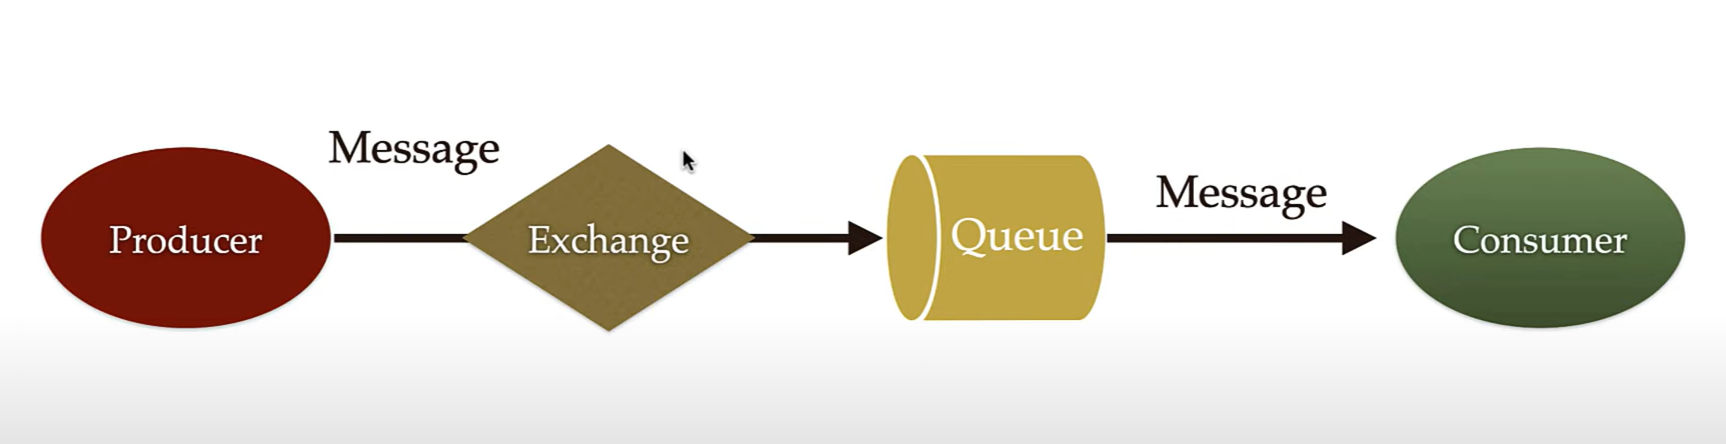 Message
Producer
Exchange
Queue
Message
Consumer